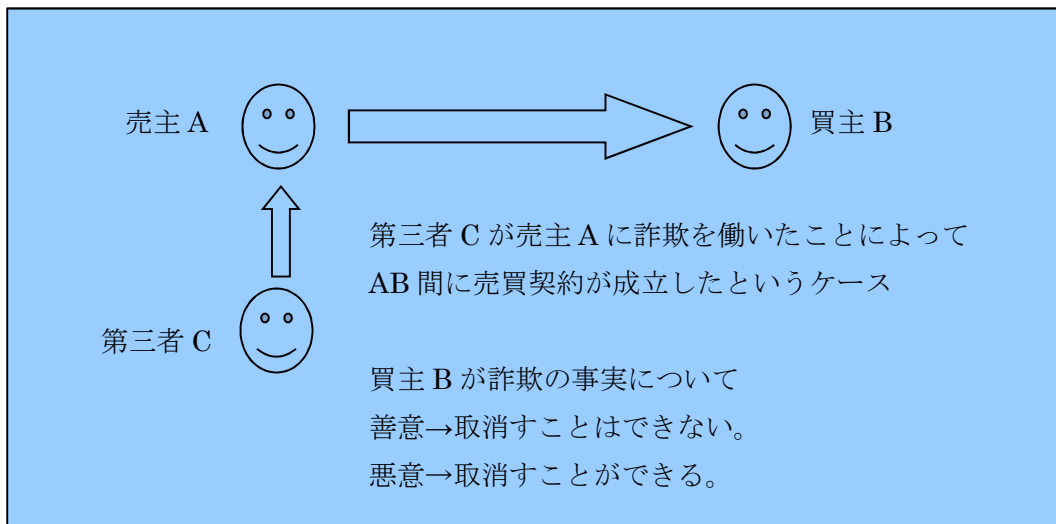 売主 A
買主 B
第三者 C が売主 A に詐欺を働いたことによって
AB 間に売買契約が成立したというケース
第三者 C
買主 B が詐欺の事実について
善意→取消すことはできない。
悪意→取消すことができる。